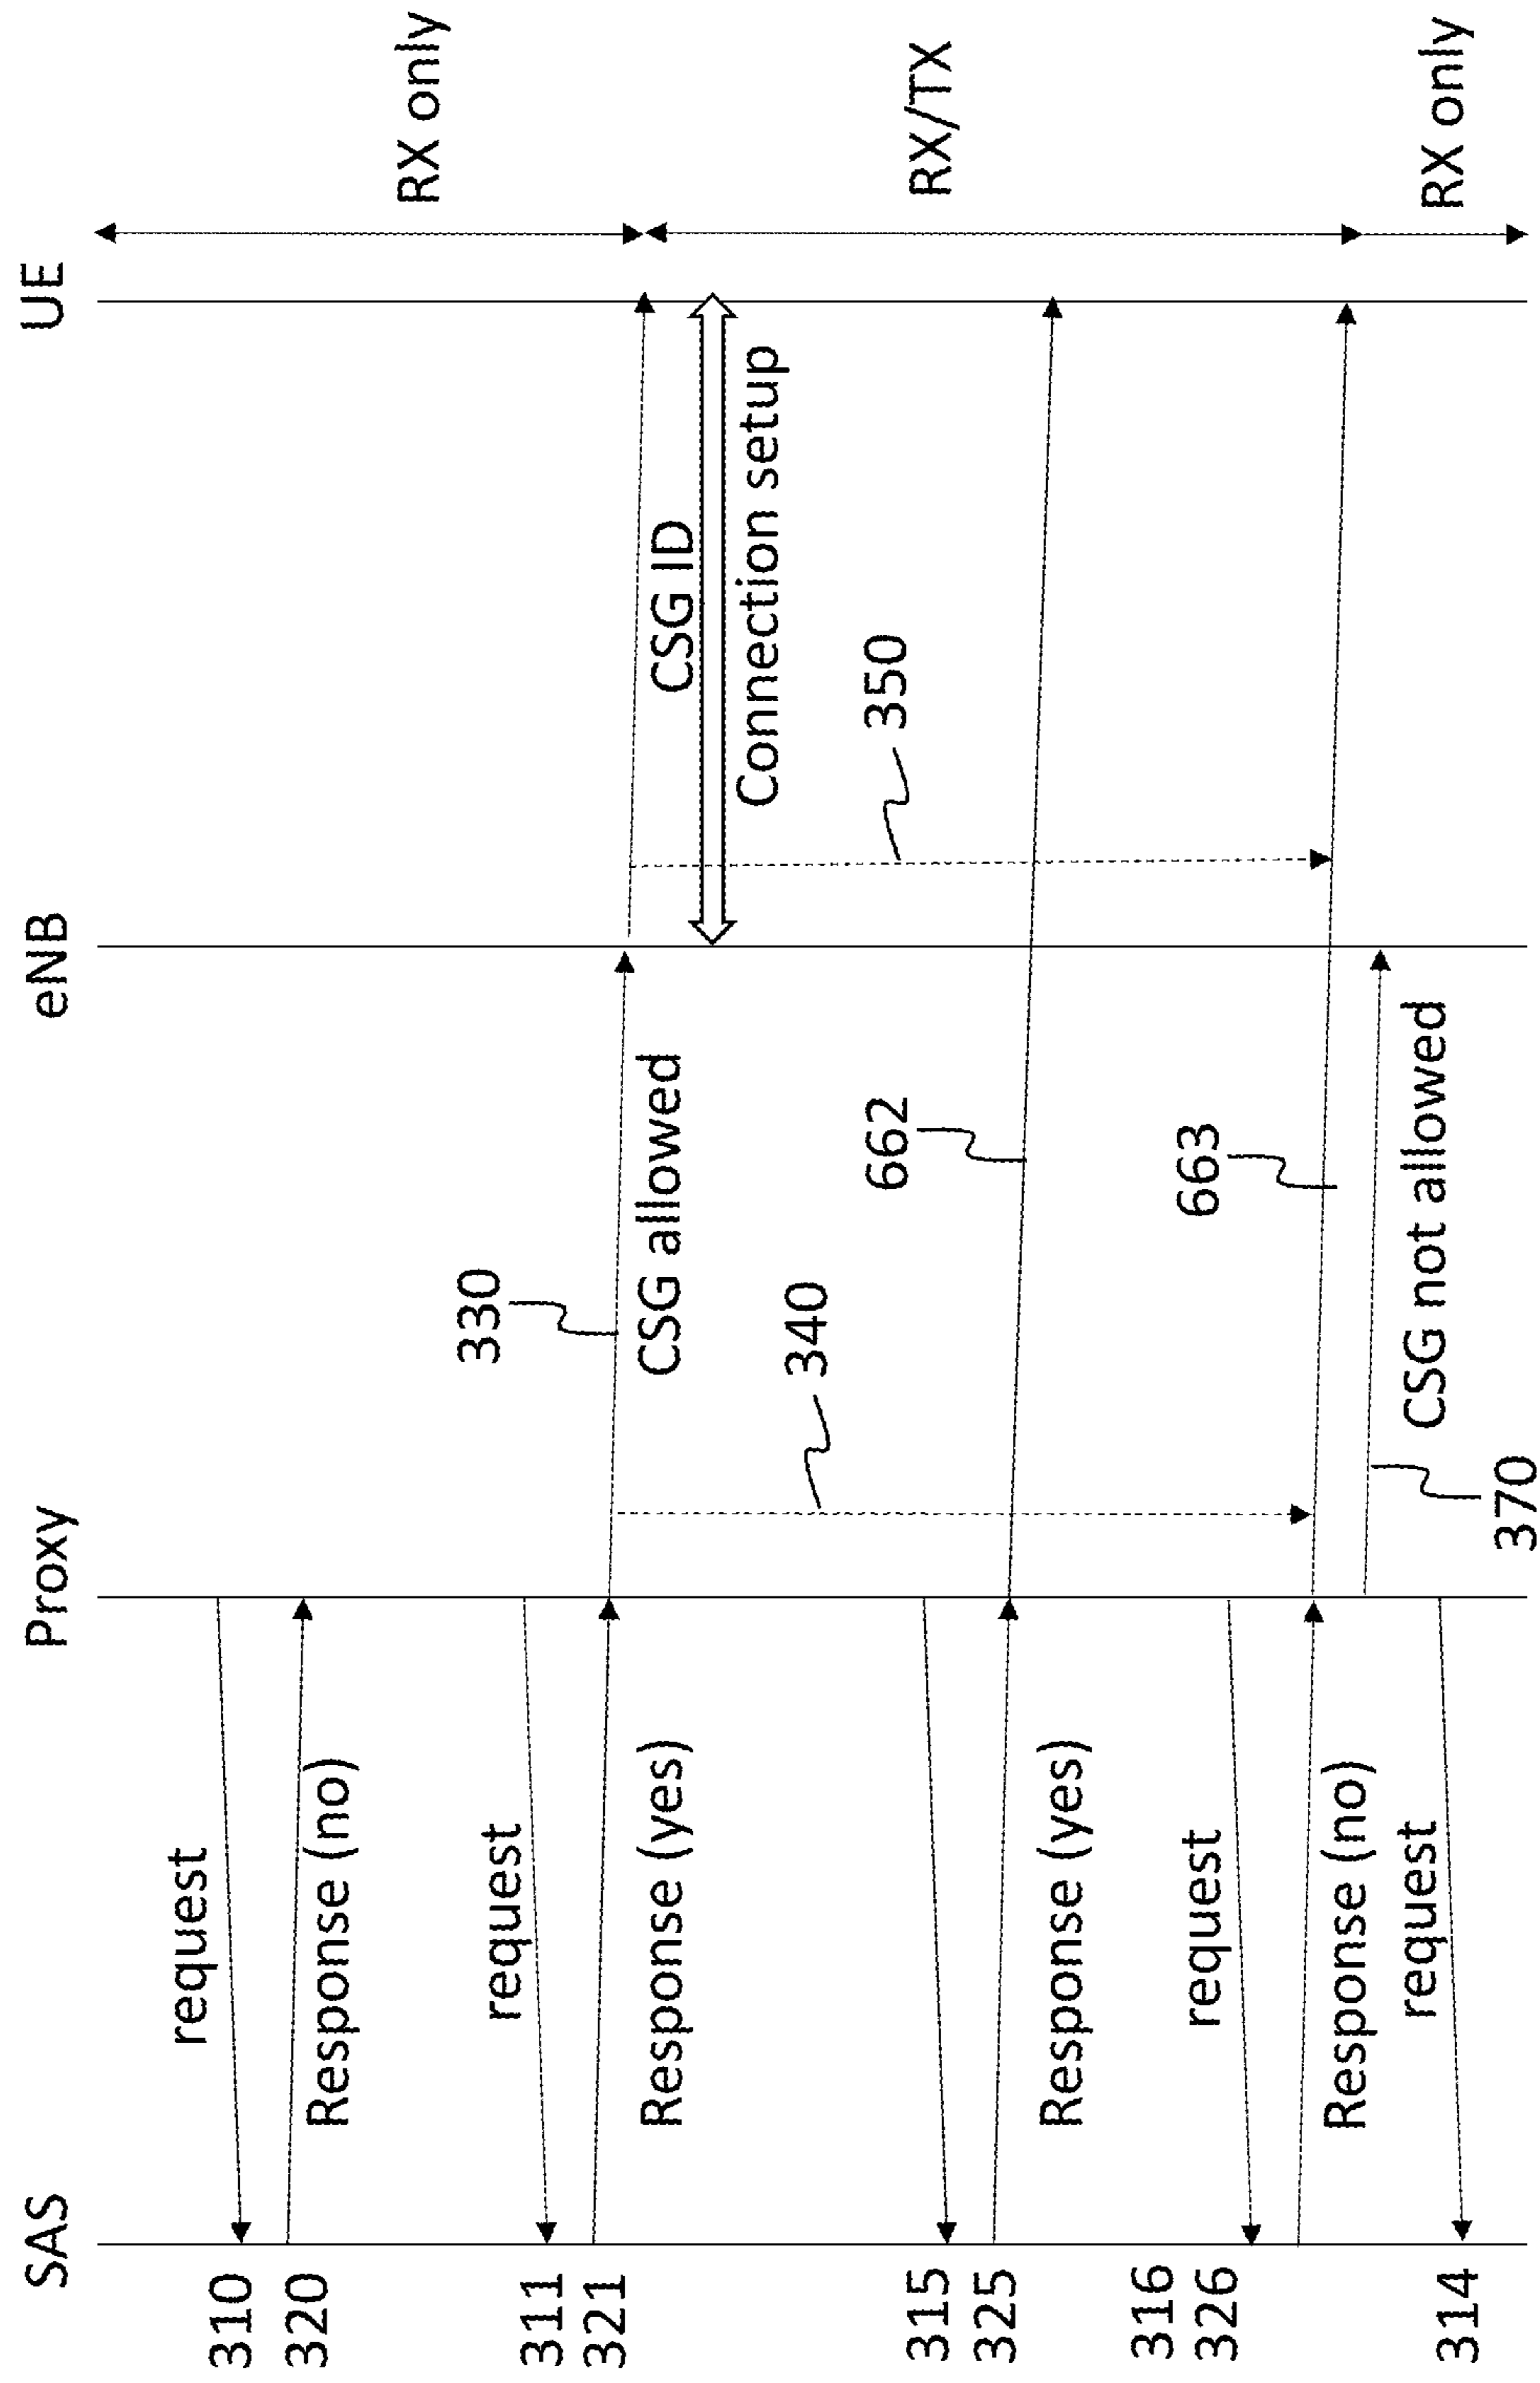 SAS
Proxy
eNB
UE
310
request
320
Response (no)
RX only
311
request
321
Response (yes)
330
CSG allowed
CSG ID
Connection setup
340
350
RX/TX
315
325
Response (yes)
662
316
request
326
Response (no)
663
370
CSG not allowed
RX only
314
request